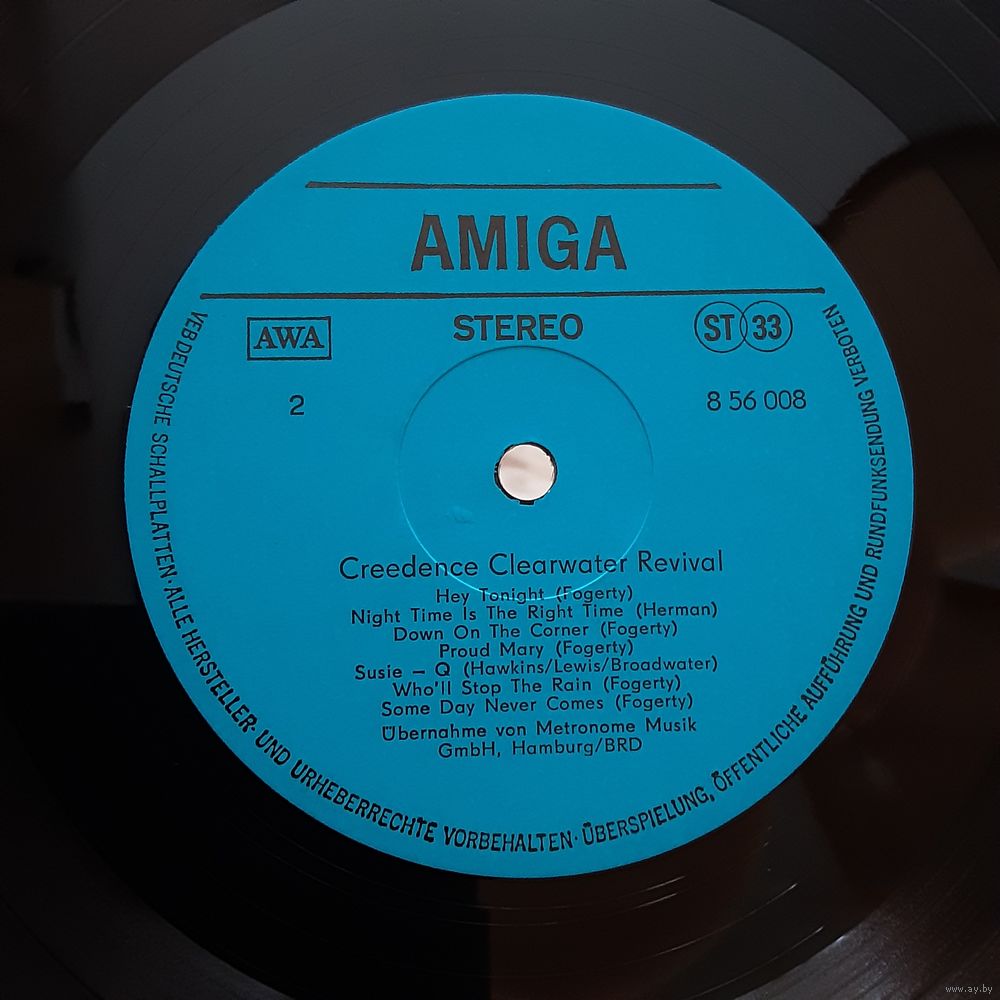 AMIGA
AWA
STEREO
ST 33
2
8 56 008
Creedence Clearwater Revival
Hey Tonight (Fogerty)
Night Time Is The Right Time (Herman)
Down On The Corner (Fogerty)
Proud Mary (Fogerty)
Susie – Q (Hawkins/Lewis/Broadwater)
Who'll Stop The Rain (Fogerty)
Some Day Never Comes (Fogerty)
Übernahme von Metronome Musik
GmbH, Hamburg/BRD
VEB DEUTSCHE SCHALLPLATTEN · ALLE HERSTELLER- UND URHEBERRECHTE VORBEHALTEN · ÜBERSPIELUNG, ÖFFENTLICHE AUFFÜHRUNG UND RUNDFUNKSENDUNG VERBOTEN
www.ay.by